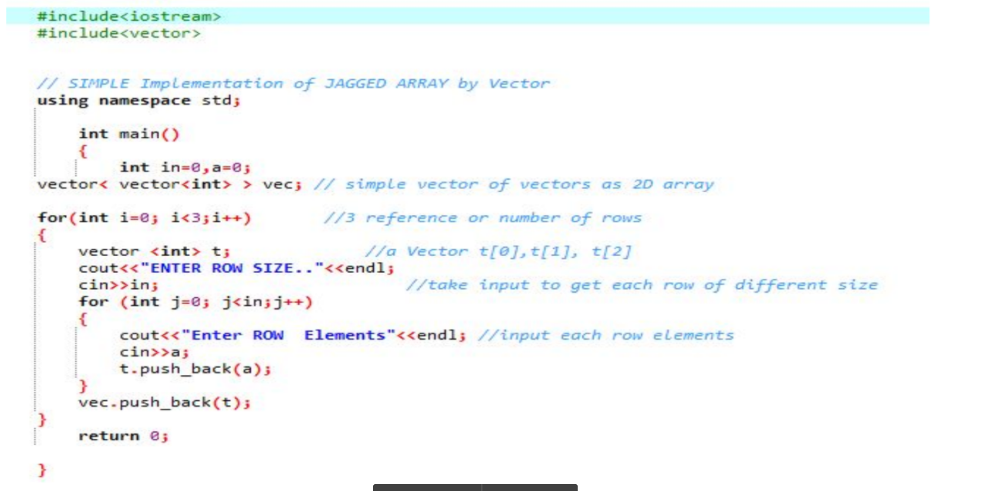 #include<iostream>
#include<vector>
// SIMPLE Implementation of JAGGED ARRAY by Vector
using namespace std;
int main()
{
int in=0,a=0;
vector< vector<int> > vec; // simple vector of vectors as 2D array
for(int i=0; i<3;i++) //3 reference or number of rows
{
vector <int> t; //a Vector t[0],t[1], t[2]
cout<<"ENTER ROW SIZE.."<<endl;
cin>>in; //take input to get each row of different size
for (int j=0; j<in;j++)
{
cout<<"Enter ROW  Elements"<<endl; //input each row elements
cin>>a;
t.push_back(a);
}
vec.push_back(t);
}
return 0;
}